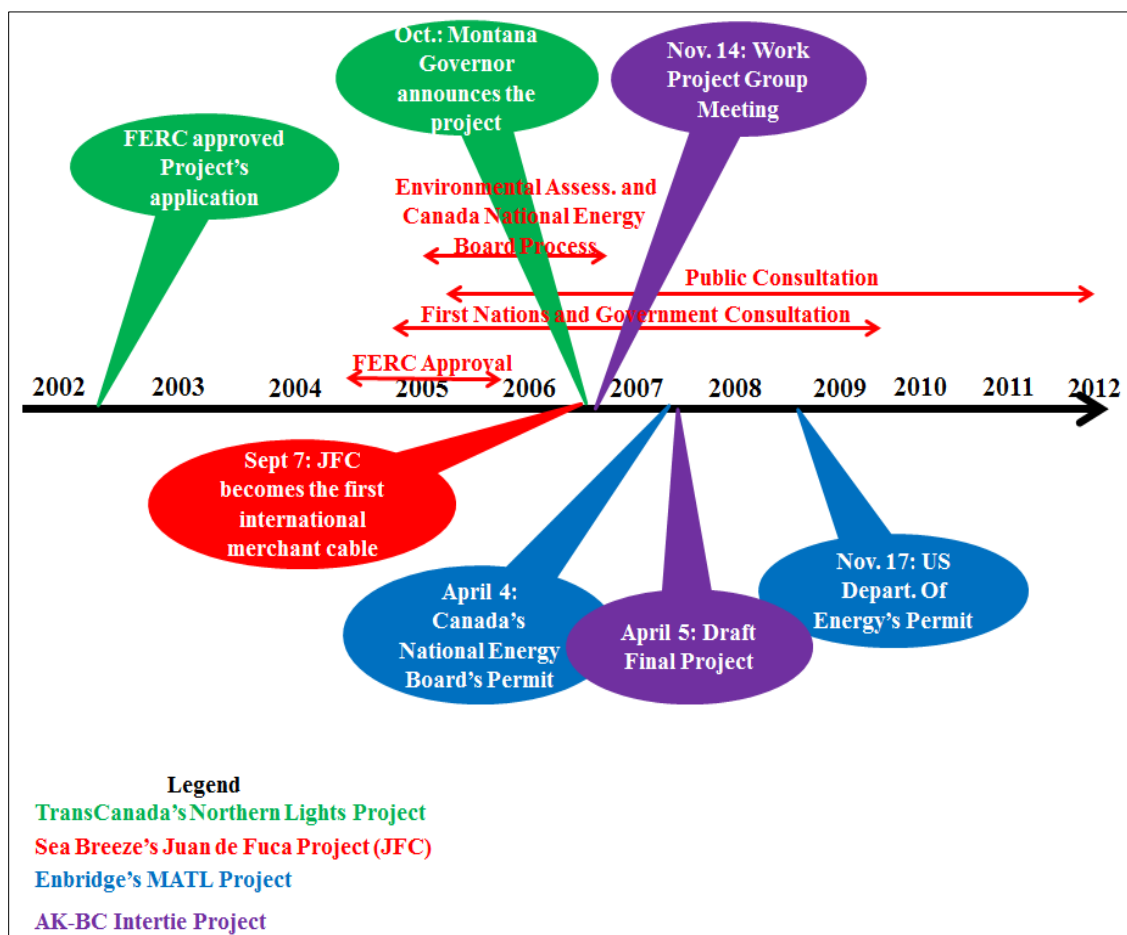 Oct.: Montana
Governor
announces the
project
Nov. 14: Work
Project Group
Meeting
FERC approved
Project's
application
Environmental Assess. and
Canada National Energy
Board Process
Public Consultation
First Nations and Government Consultation
FERC Approval
2002 2003 2004 2005 2006 2007 2008 2009 2010 2011 2012
Sept 7: JFC
becomes the first
international
merchant cable
April 4:
Canada's
National Energy
Board's Permit
April 5: Draft
Final Project
Nov. 17: US
Depart. Of
Energy's Permit
Legend
TransCanada's Northern Lights Project
Sea Breeze's Juan de Fuca Project (JFC)
Enbridge's MATL Project
AK-BC Intertie Project